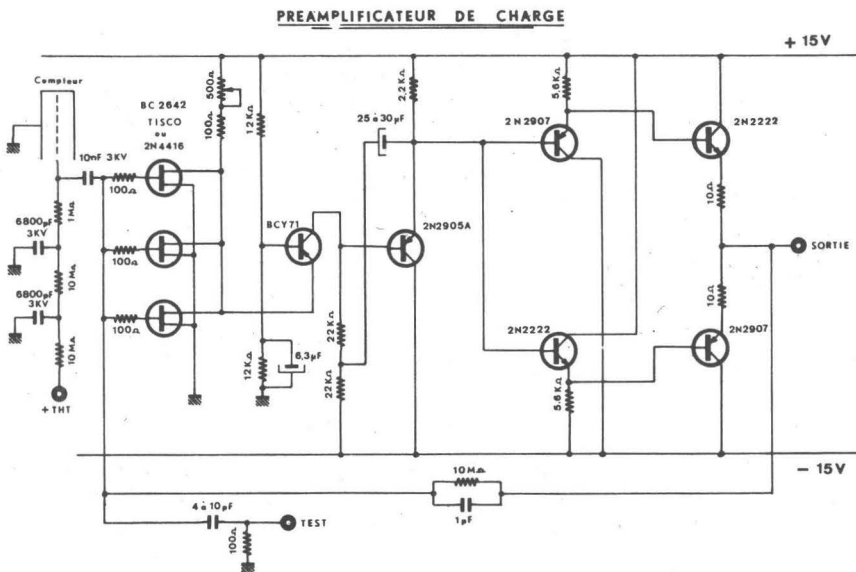 PREAMPLIFICATEUR DE CHARGE
+ 15V
Compteur
BC 2642
TISCO
ou
2N4416
500Ω
100Ω
12KΩ
2,2KΩ
25 à 30µF
5,6KΩ
2N2907
2N2222
10nF 3KV
100Ω
1MΩ
6800pF
3KV
100Ω
10MΩ
6800pF
3KV
100Ω
10MΩ
+ THT
BCY71
2N2905A
10Ω
SORTIE
10Ω
22KΩ
22KΩ
12KΩ
6,3µF
2N2222
2N2907
5,6KΩ
- 15V
10MΩ
1pF
4 à 10pF
100Ω
TEST